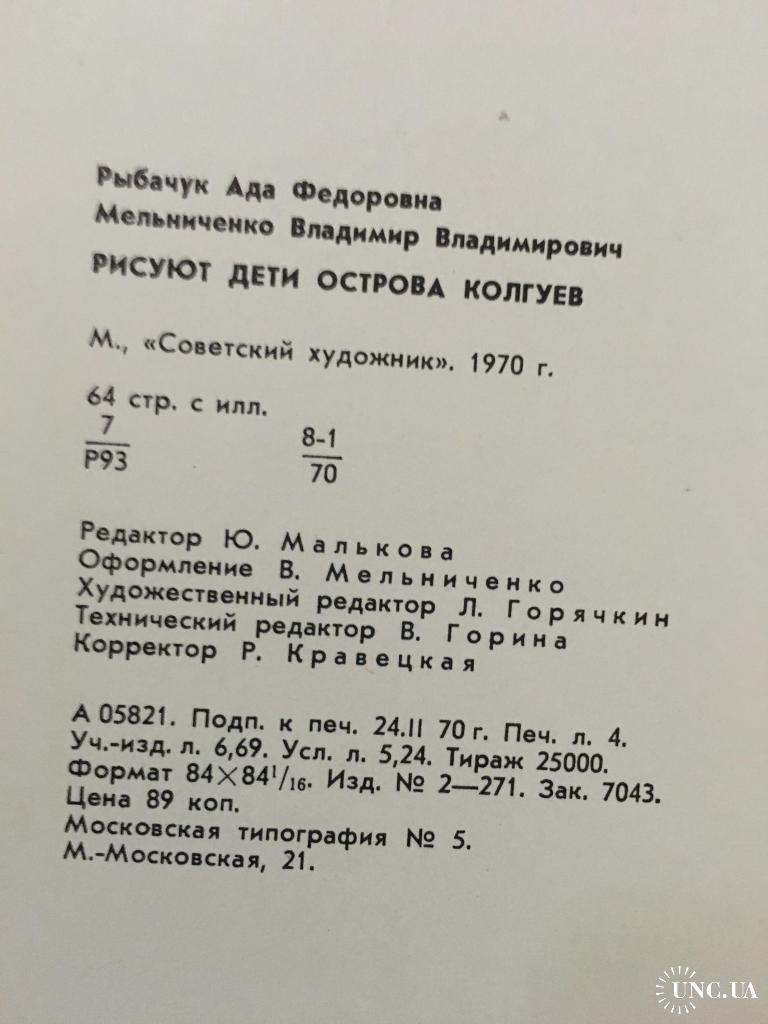 Рыбачук Ада Федоровна
Мельниченко Владимир Владимирович
РИСУЮТ ДЕТИ ОСТРОВА КОЛГУЕВ
М., «Советский художник». 1970 г.
64 стр. с илл.
7 8-1
Р93 70
Редактор Ю. Малькова
Оформление В. Мельниченко
Художественный редактор Л. Горячкин
Технический редактор В. Горина
Корректор Р. Кравецкая
А 05821. Подп. к печ. 24.II 70 г. Печ. л. 4.
Уч.-изд. л. 6,69. Усл. л. 5,24. Тираж 25000.
Формат 84×84¹/₁₆. Изд. № 2—271. Зак. 7043.
Цена 89 коп.
Московская типография № 5.
М.-Московская, 21.
UNC.UA